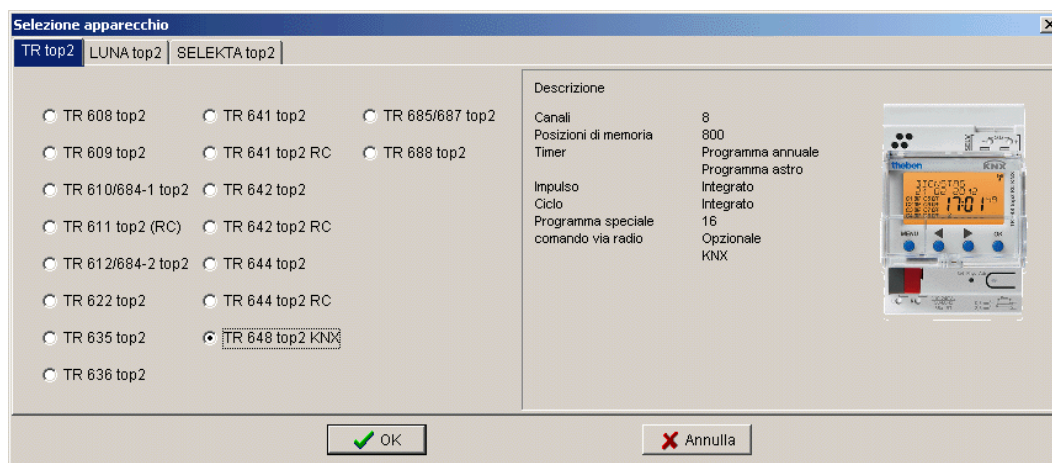 Selezione apparecchio
TR top2
LUNA top2
SELEKTA top2
TR 608 top2
TR 609 top2
TR 610/684-1 top2
TR 611 top2 (RC)
TR 612/684-2 top2
TR 622 top2
TR 635 top2
TR 636 top2
TR 641 top2
TR 641 top2 RC
TR 642 top2
TR 642 top2 RC
TR 644 top2
TR 644 top2 RC
TR 648 top2 KNX
TR 685/687 top2
TR 688 top2
Descrizione
Canali 8
Posizioni di memoria 800
Timer Programma annuale
Programma astro
Impulso Integrato
Ciclo Integrato
Programma speciale 16
comando via radio Opzionale
KNX
theben KNX
17:01
MENU OK
OK
Annulla